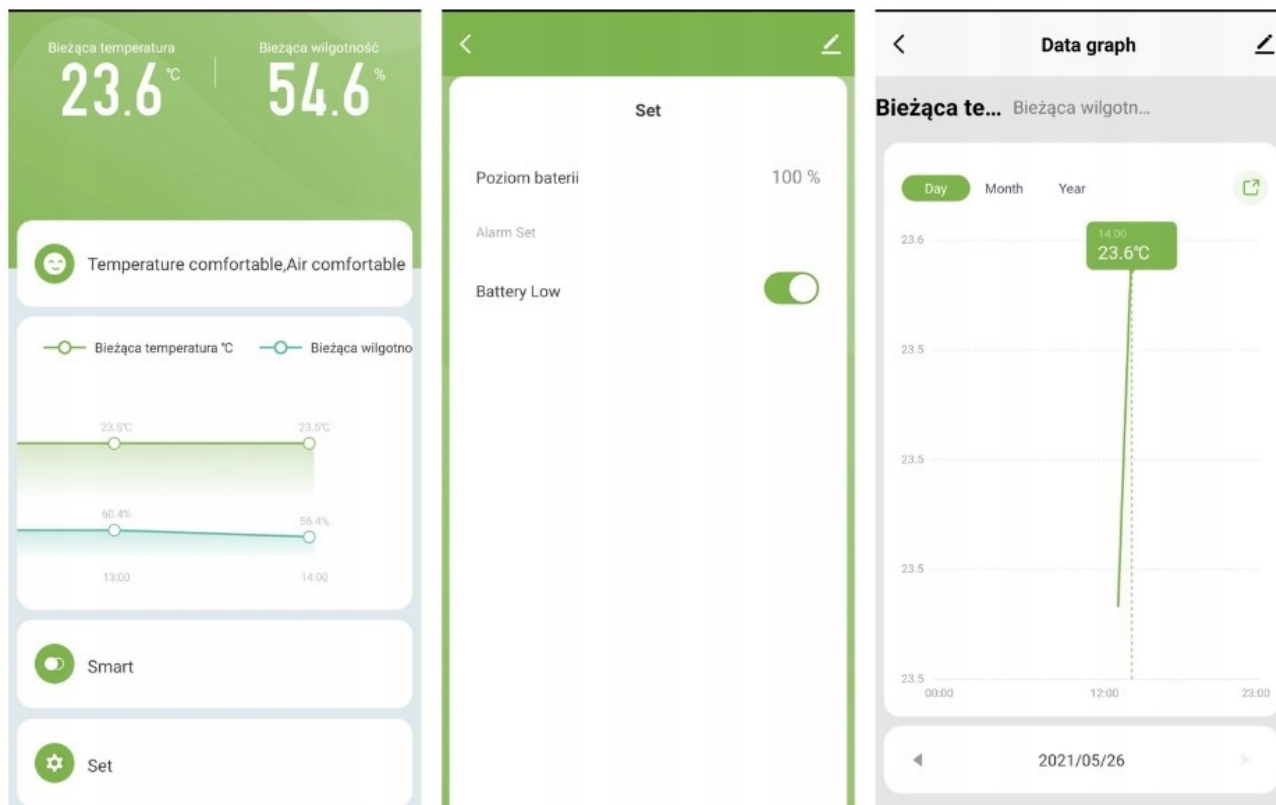 Bieżąca temperatura
23.6 ℃
Bieżąca wilgotność
54.6 %
Temperature comfortable,Air comfortable
Bieżąca temperatura ℃
Bieżąca wilgotno
23.5℃
23.5℃
60.4%
56.4%
13:00
14:00
Smart
Set
Set
Poziom baterii
100 %
Alarm Set
Battery Low
Data graph
Bieżąca te... Bieżąca wilgotn...
Day Month Year
14:00
23.6℃
23.6
23.5
23.5
23.5
23.5
00:00 12:00 23:00
2021/05/26